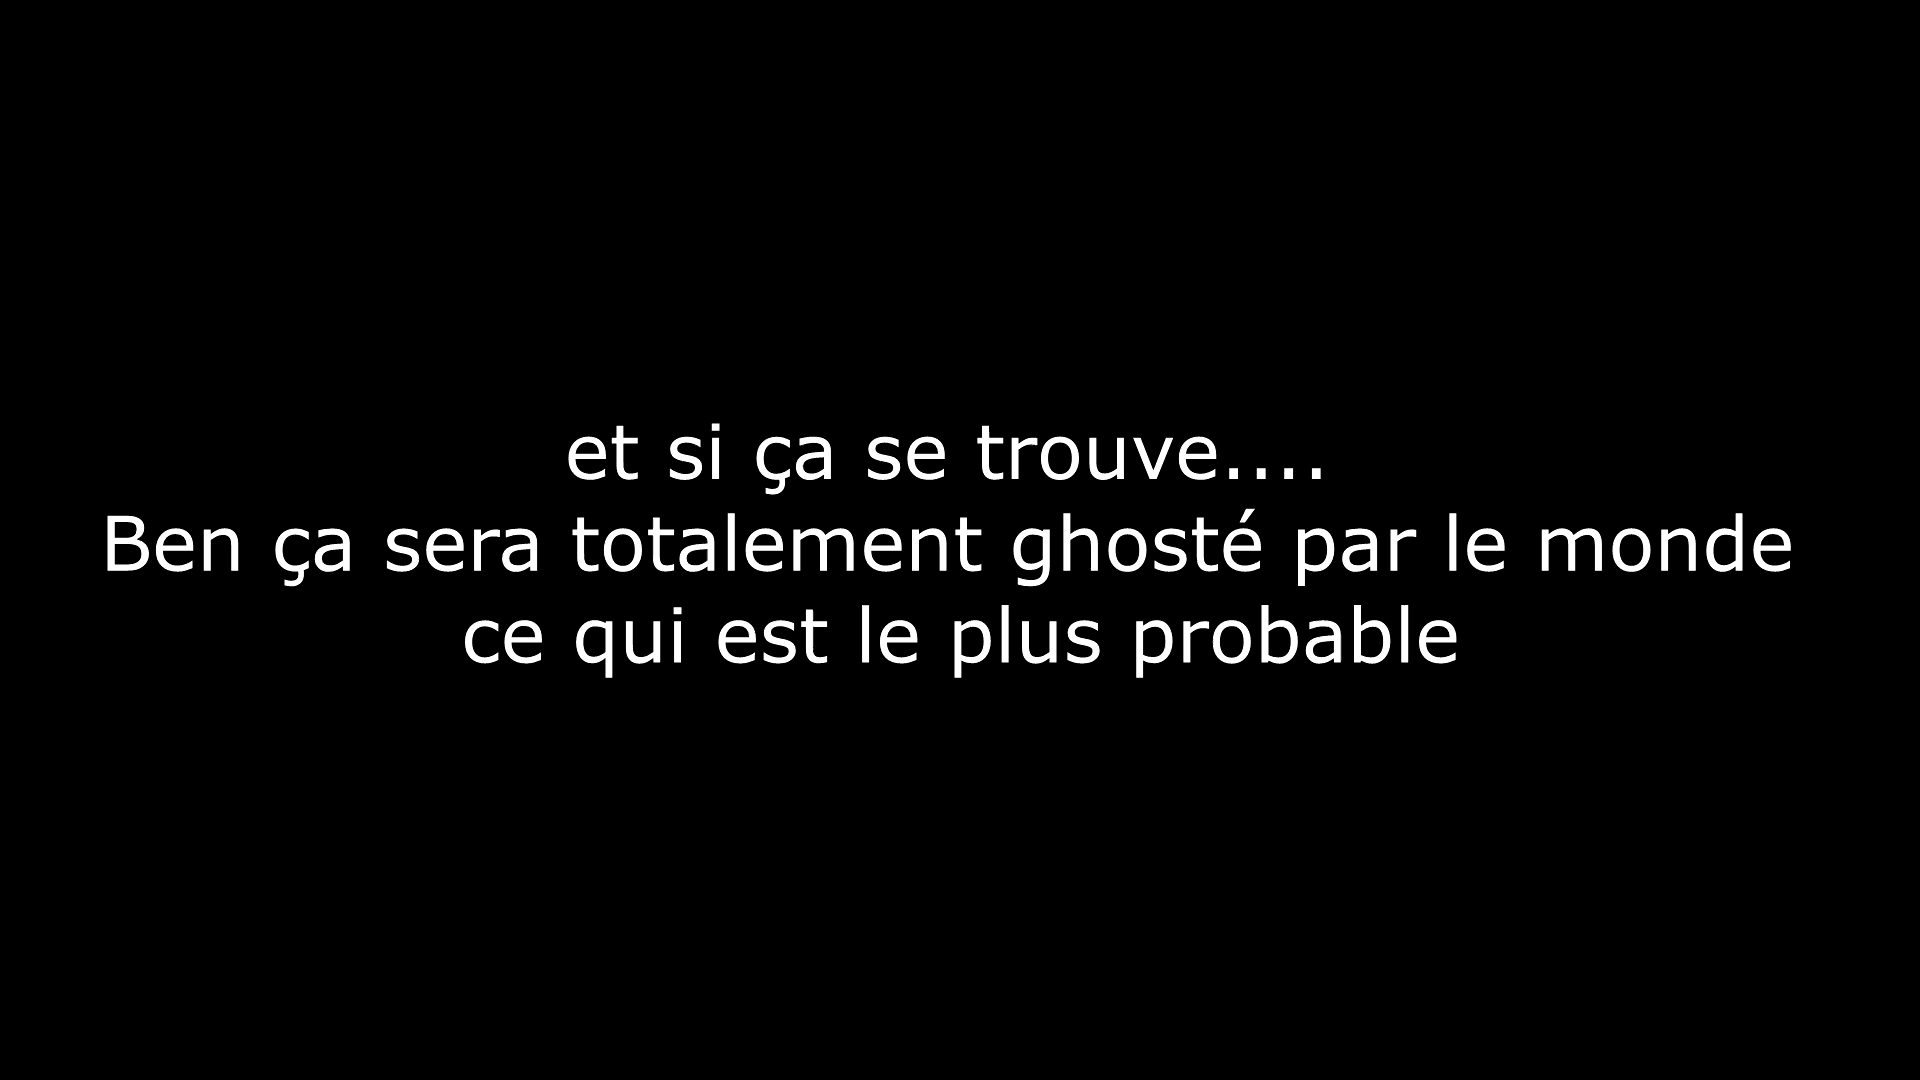 et si ça se trouve....
Ben ça sera totalement ghosté par le monde
ce qui est le plus probable